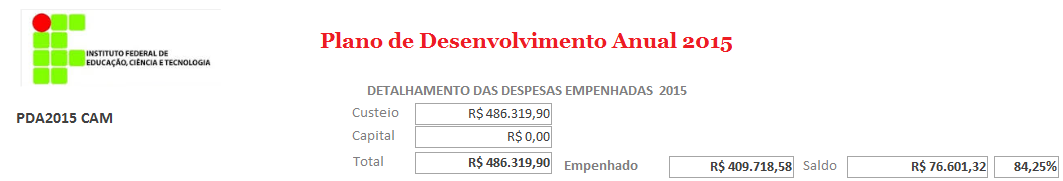 INSTITUTO FEDERAL DE
EDUCAÇÃO, CIÊNCIA E TECNOLOGIA
Plano de Desenvolvimento Anual 2015
DETALHAMENTO DAS DESPESAS EMPENHADAS 2015
PDA2015 CAM
Custeio R$ 486.319,90
Capital R$ 0,00
Total R$ 486.319,90 Empenhado R$ 409.718,58 Saldo R$ 76.601,32 84,25%